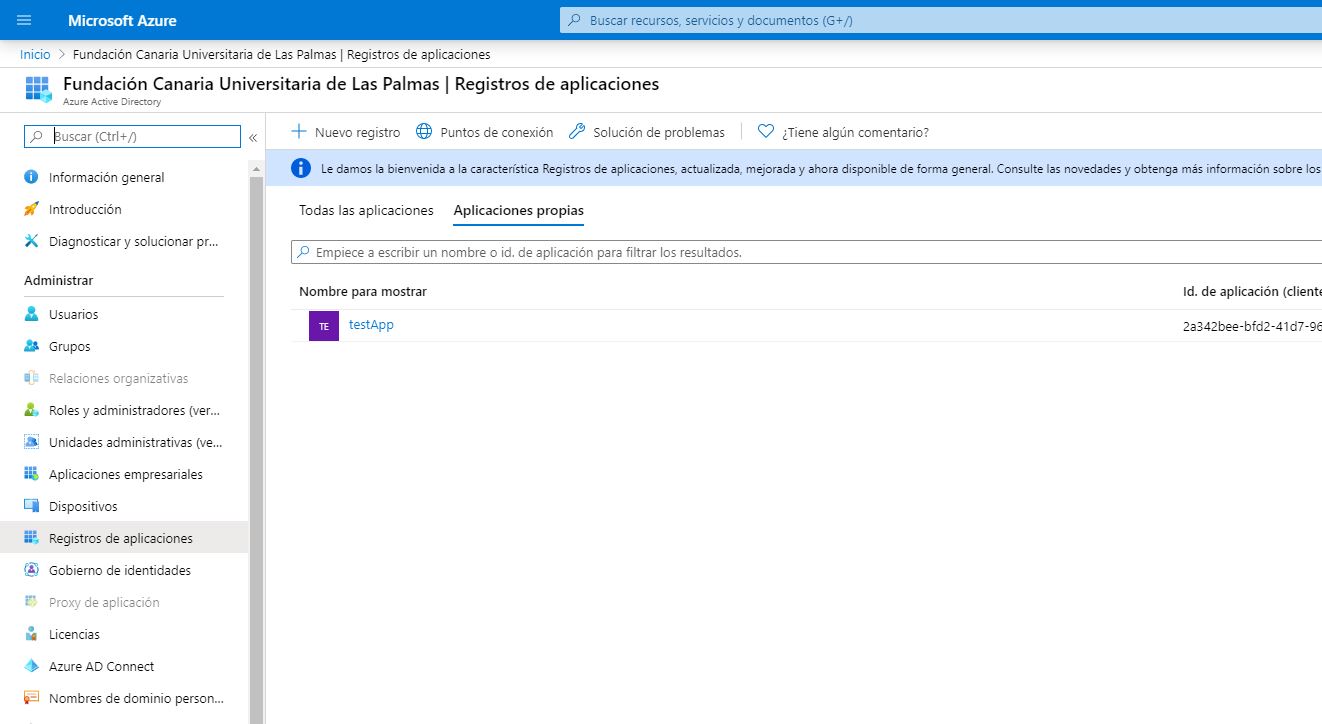 Microsoft Azure
Buscar recursos, servicios y documentos (G+/)
Inicio > Fundación Canaria Universitaria de Las Palmas | Registros de aplicaciones
Fundación Canaria Universitaria de Las Palmas | Registros de aplicaciones
Azure Active Directory
Buscar (Ctrl+/)
«
Información general
Introducción
Diagnosticar y solucionar pr...
Administrar
Usuarios
Grupos
Relaciones organizativas
Roles y administradores (ver...
Unidades administrativas (ve...
Aplicaciones empresariales
Dispositivos
Registros de aplicaciones
Gobierno de identidades
Proxy de aplicación
Licencias
Azure AD Connect
Nombres de dominio person...
Nuevo registro Puntos de conexión Solución de problemas ¿Tiene algún comentario?
Le damos la bienvenida a la característica Registros de aplicaciones, actualizada, mejorada y ahora disponible de forma general. Consulte las novedades y obtenga más información sobre los
Todas las aplicaciones Aplicaciones propias
Empiece a escribir un nombre o id. de aplicación para filtrar los resultados.
Nombre para mostrar Id. de aplicación (cliente
TE testApp 2a342bee-bfd2-41d7-96